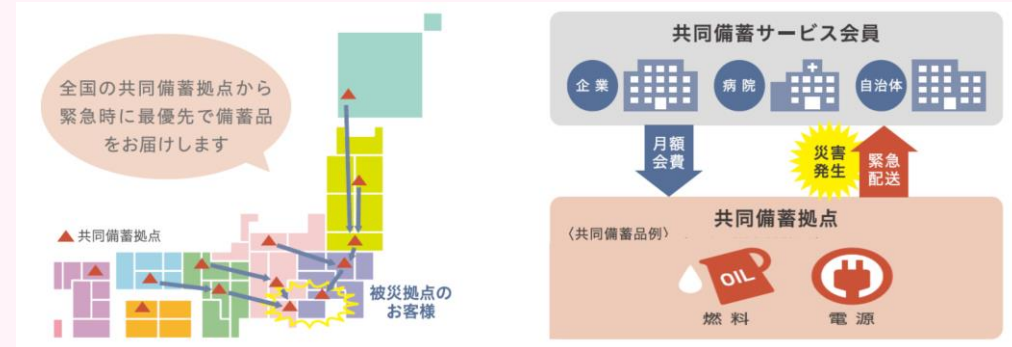 全国の共同備蓄拠点から
緊急時に最優先で備蓄品
をお届けします
▲共同備蓄拠点
被災拠点の
お客様
共同備蓄サービス会員
企業
病院
自治体
月額
会費
災害
発生
緊急
配送
共同備蓄拠点
〈共同備蓄品例〉
OIL
燃料
電源